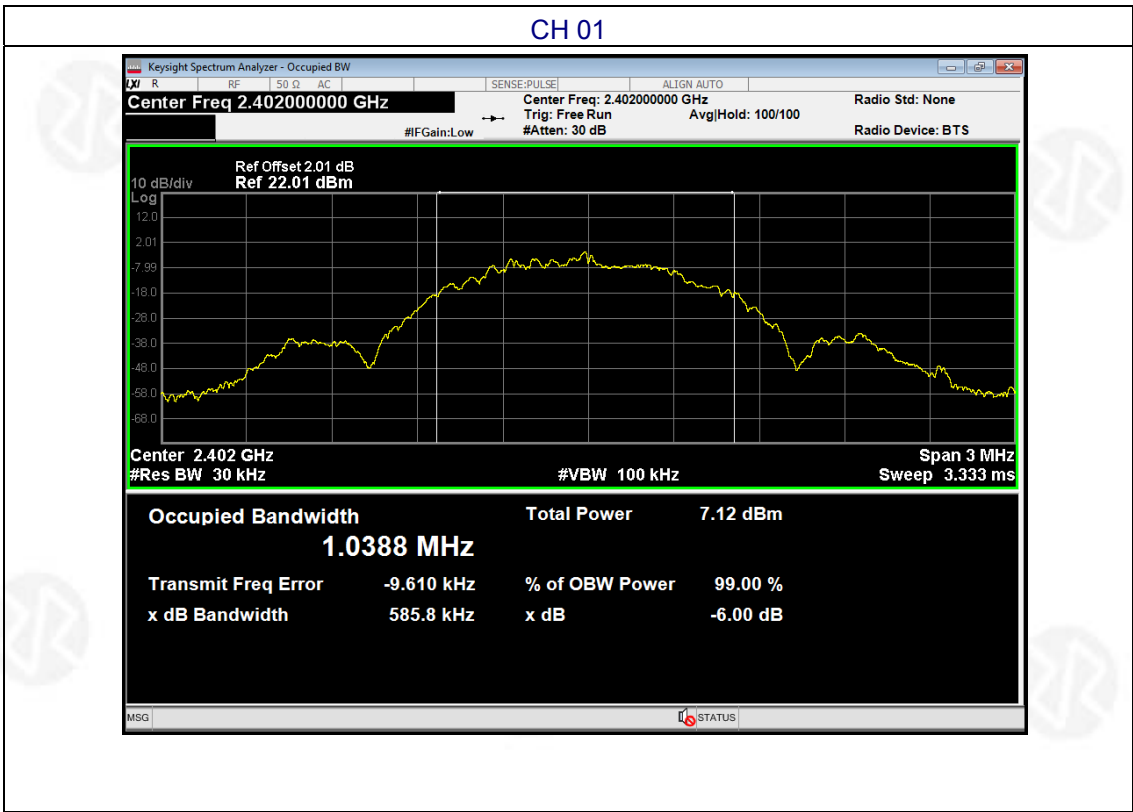 CH 01
Keysight Spectrum Analyzer - Occupied BW
LXI R RF 50 Ω AC SENSE:PULSE ALIGN AUTO
Center Freq 2.402000000 GHz
Center Freq: 2.402000000 GHz
Radio Std: None
Trig: Free Run Avg|Hold: 100/100
#IFGain:Low #Atten: 30 dB
Radio Device: BTS
Ref Offset 2.01 dB
10 dB/div Ref 22.01 dBm
Log
12.0
2.01
-7.99
-18.0
-28.0
-38.0
-48.0
-58.0
-68.0
Center 2.402 GHz Span 3 MHz
#Res BW 30 kHz #VBW 100 kHz Sweep 3.333 ms
Occupied Bandwidth Total Power 7.12 dBm
1.0388 MHz
Transmit Freq Error -9.610 kHz % of OBW Power 99.00 %
x dB Bandwidth 585.8 kHz x dB -6.00 dB
MSG STATUS